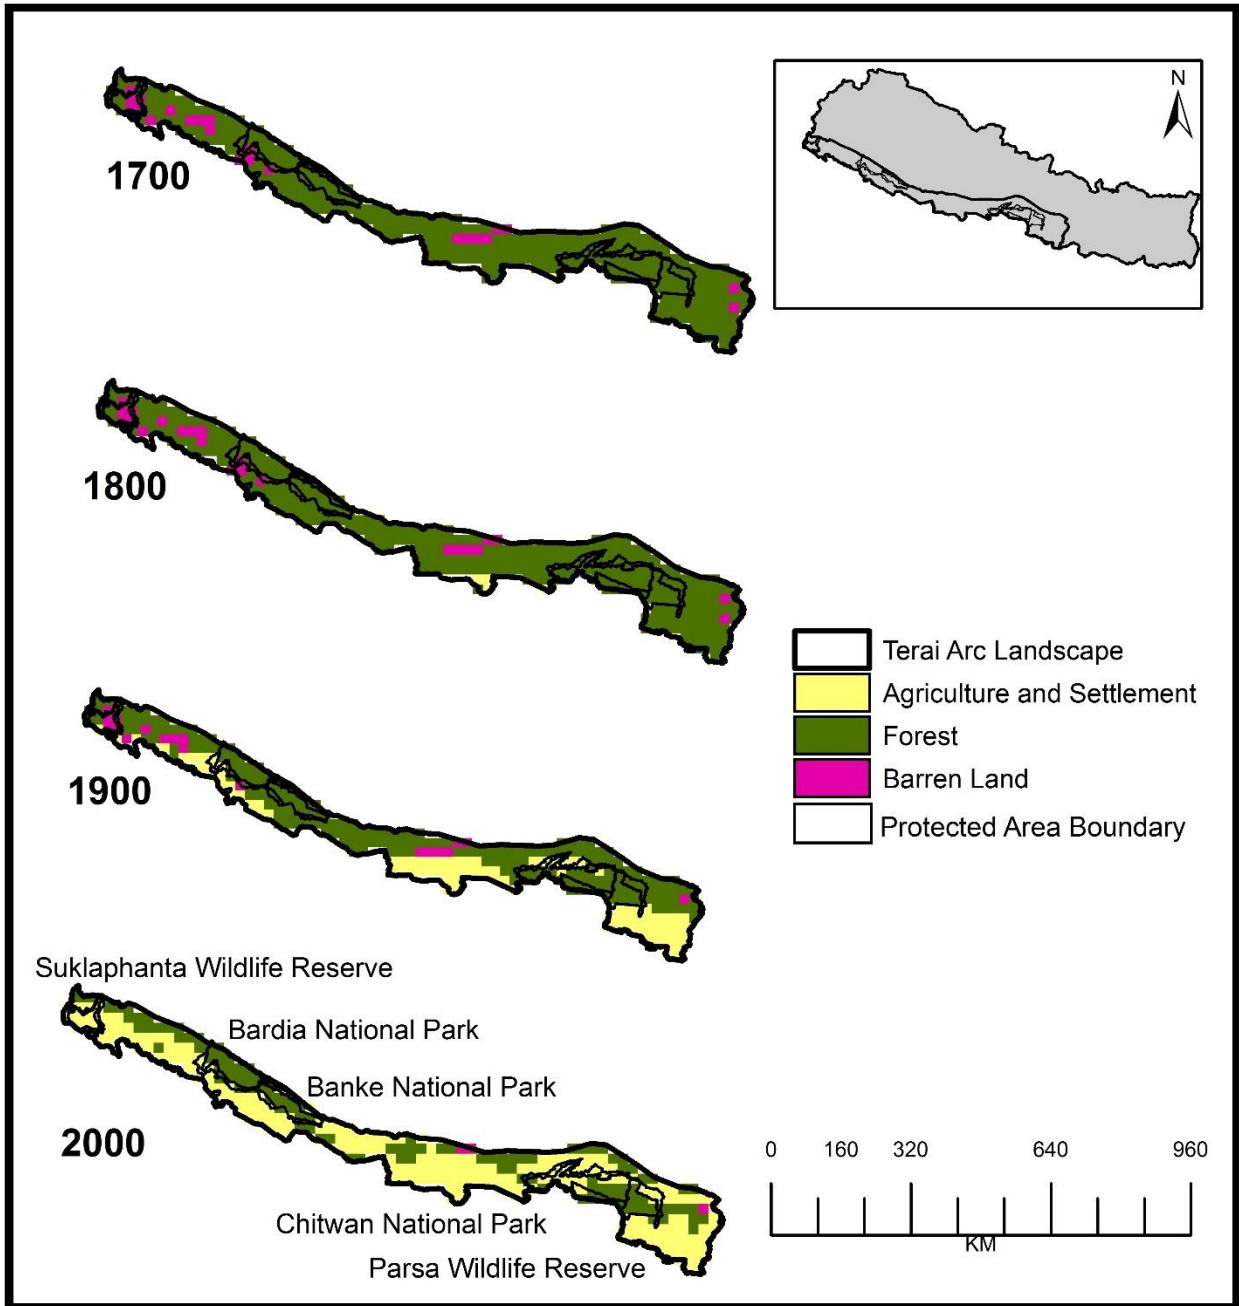 1700
N
1800
Terai Arc Landscape
Agriculture and Settlement
Forest
Barren Land
Protected Area Boundary
1900
Suklaphanta Wildlife Reserve
Bardia National Park
Banke National Park
2000
Chitwan National Park
Parsa Wildlife Reserve
0 160 320 640 960
KM